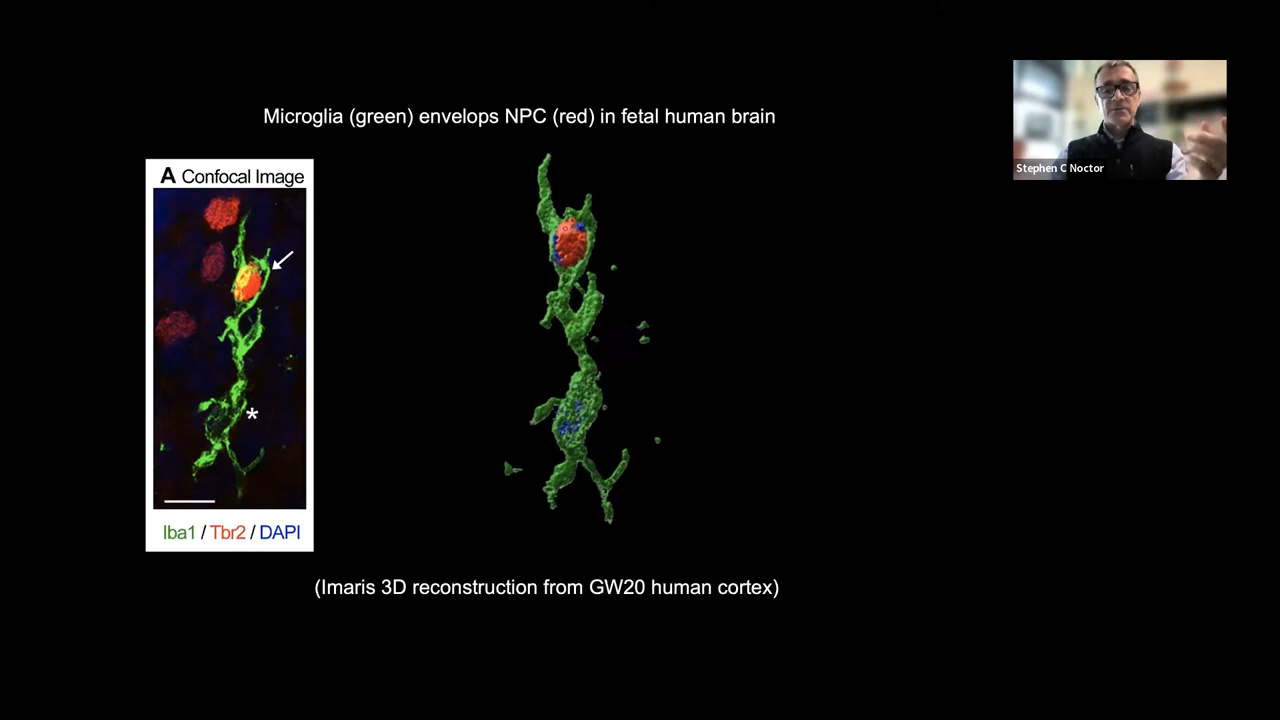 Microglia (green) envelops NPC (red) in fetal human brain
A Confocal Image
*
Iba1 / Tbr2 / DAPI
(Imaris 3D reconstruction from GW20 human cortex)
Stephen C Noctor